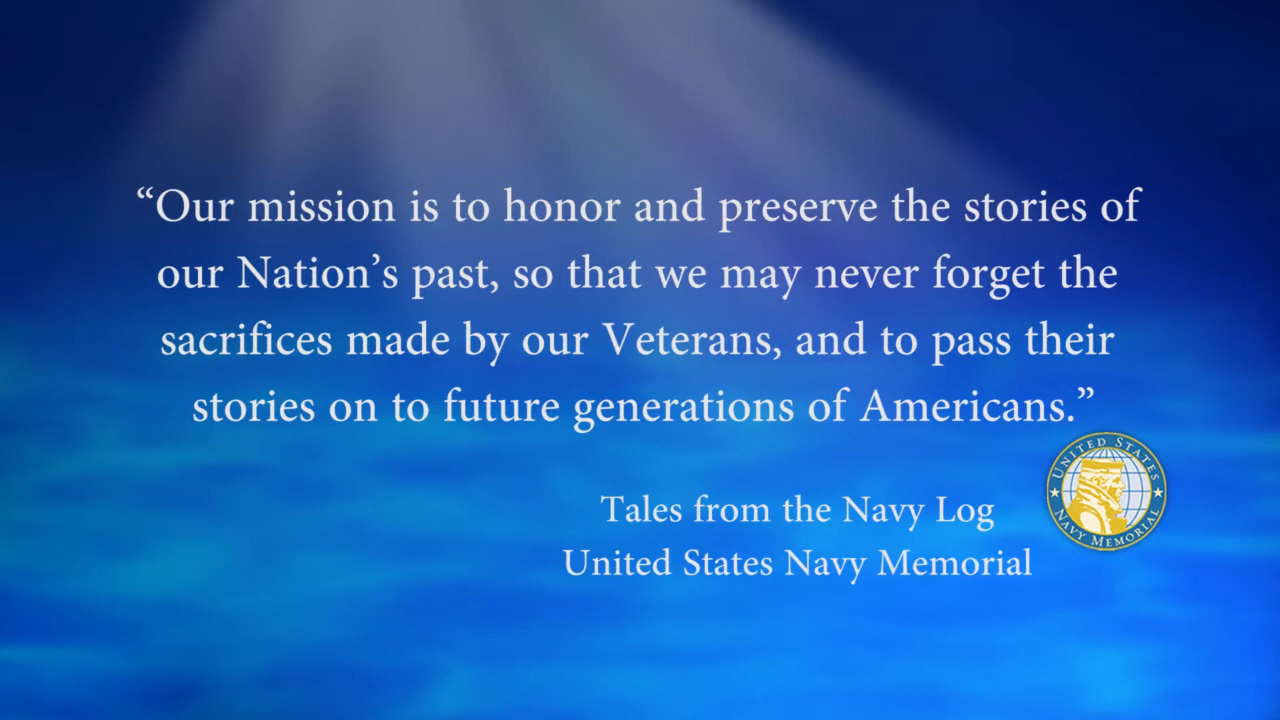 “Our mission is to honor and preserve the stories of
our Nation’s past, so that we may never forget the
sacrifices made by our Veterans, and to pass their
stories on to future generations of Americans.”
Tales from the Navy Log
United States Navy Memorial
UNITED STATES
NAVY MEMORIAL